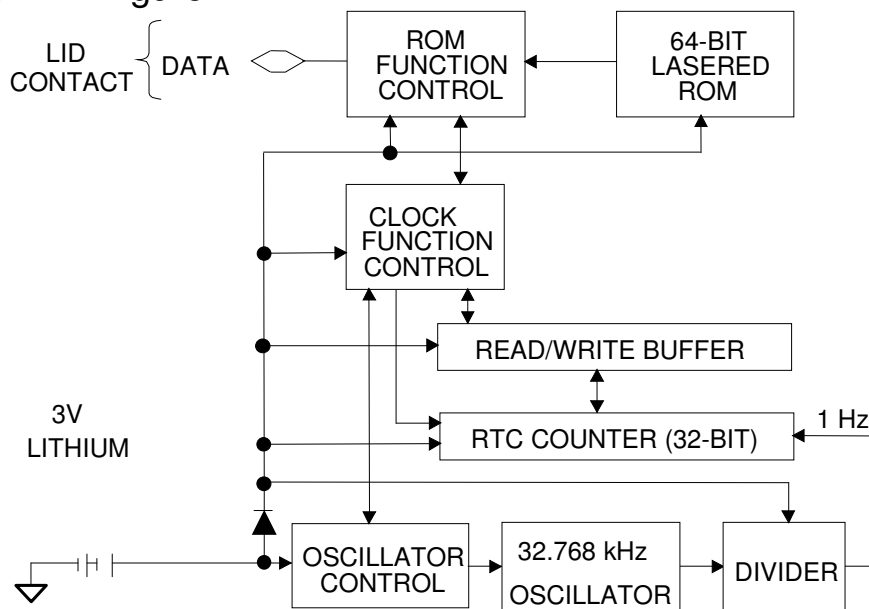 LID
CONTACT
DATA
ROM
FUNCTION
CONTROL
64-BIT
LASERED
ROM
CLOCK
FUNCTION
CONTROL
READ/WRITE BUFFER
3V
LITHIUM
RTC COUNTER (32-BIT)
1 Hz
OSCILLATOR
CONTROL
32.768 kHz
OSCILLATOR
DIVIDER